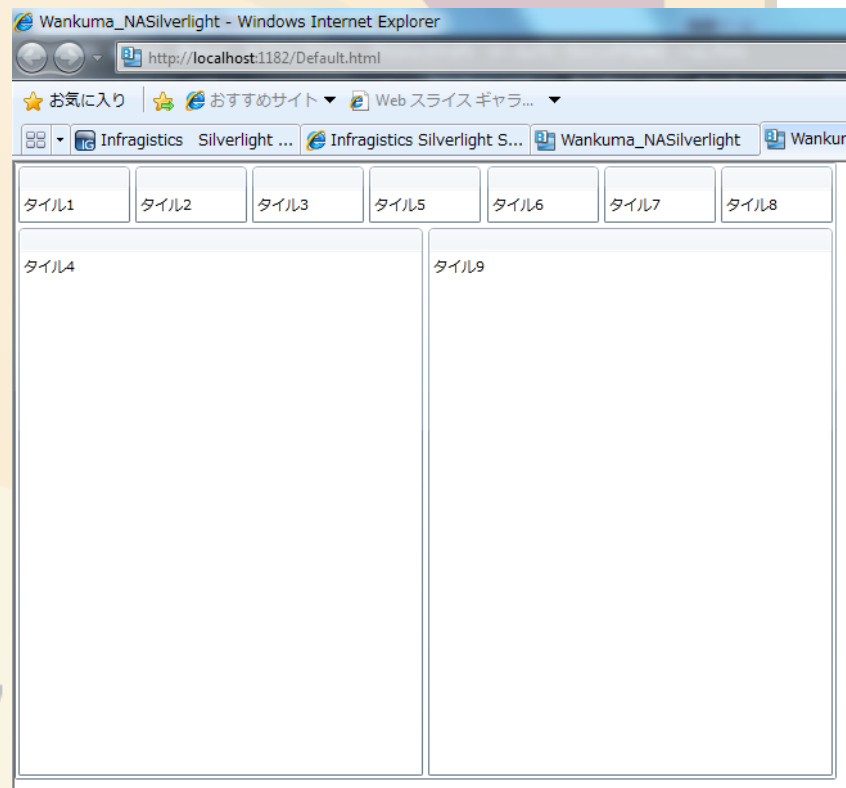 Wankuma_NASilverlight - Windows Internet Explorer
http://localhost:1182/Default.html
お気に入り おすすめサイト Web スライス ギャラ...
Infragistics Silverlight ... Infragistics Silverlight S... Wankuma_NASilverlight Wankur
タイル1 タイル2 タイル3 タイル5 タイル6 タイル7 タイル8
タイル4 タイル9